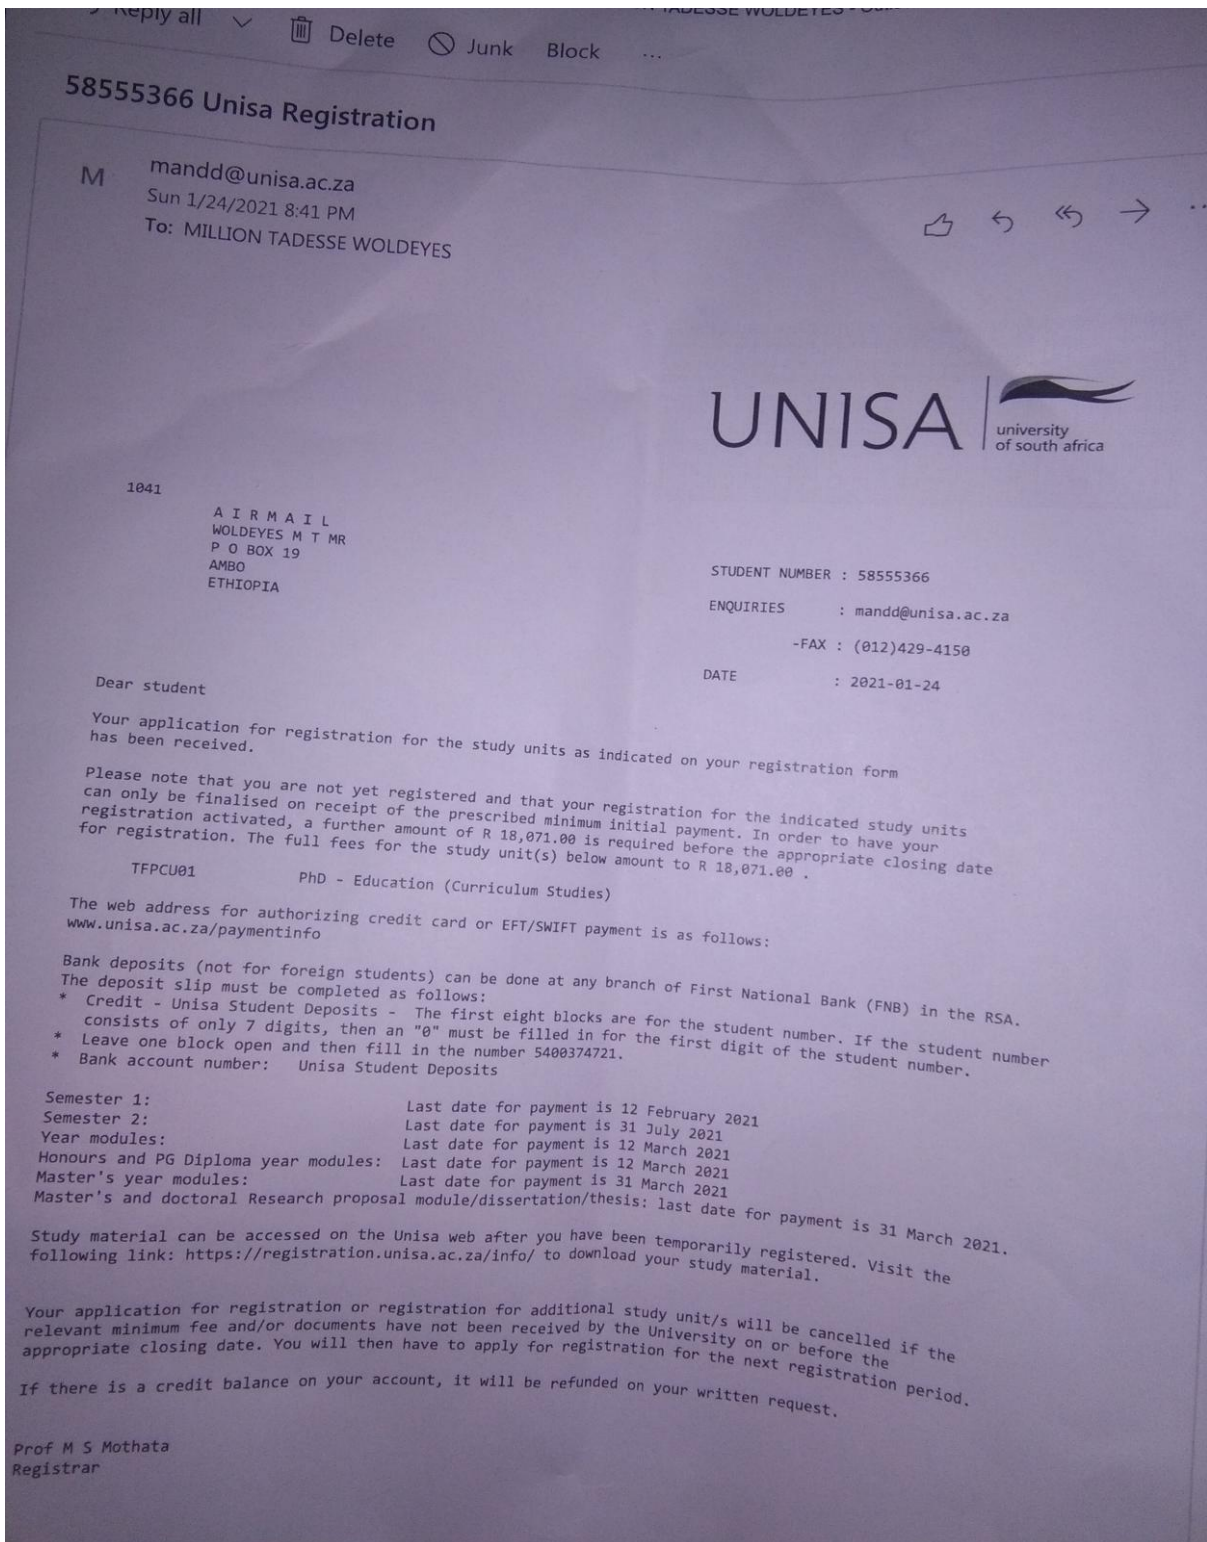 Reply all Delete Junk Block ...
58555366 Unisa Registration
M
mandd@unisa.ac.za
Sun 1/24/2021 8:41 PM
To: MILLION TADESSE WOLDEYES
UNISA
university
of south africa
1041
A I R M A I L
WOLDEYES M T MR
P O BOX 19
AMBO
ETHIOPIA
STUDENT NUMBER : 58555366
ENQUIRIES : mandd@unisa.ac.za
-FAX : (012)429-4150
DATE : 2021-01-24
Dear student
Your application for registration for the study units as indicated on your registration form
has been received.
Please note that you are not yet registered and that your registration for the indicated study units
can only be finalised on receipt of the prescribed minimum initial payment. In order to have your
registration activated, a further amount of R 18,071.00 is required before the appropriate closing date
for registration. The full fees for the study unit(s) below amount to R 18,071.00 .
TFPCU01 PhD - Education (Curriculum Studies)
The web address for authorizing credit card or EFT/SWIFT payment is as follows:
www.unisa.ac.za/paymentinfo
Bank deposits (not for foreign students) can be done at any branch of First National Bank (FNB) in the RSA.
The deposit slip must be completed as follows:
* Credit - Unisa Student Deposits - The first eight blocks are for the student number. If the student number
consists of only 7 digits, then an "0" must be filled in for the first digit of the student number.
* Leave one block open and then fill in the number 5400374721.
* Bank account number: Unisa Student Deposits
Semester 1: Last date for payment is 12 February 2021
Semester 2: Last date for payment is 31 July 2021
Year modules: Last date for payment is 12 March 2021
Honours and PG Diploma year modules: Last date for payment is 12 March 2021
Master's year modules: Last date for payment is 31 March 2021
Master's and doctoral Research proposal module/dissertation/thesis: last date for payment is 31 March 2021.
Study material can be accessed on the Unisa web after you have been temporarily registered. Visit the
following link: https://registration.unisa.ac.za/info/ to download your study material.
Your application for registration or registration for additional study unit/s will be cancelled if the
relevant minimum fee and/or documents have not been received by the University on or before the
appropriate closing date. You will then have to apply for registration for the next registration period.
If there is a credit balance on your account, it will be refunded on your written request.
Prof M S Mothata
Registrar